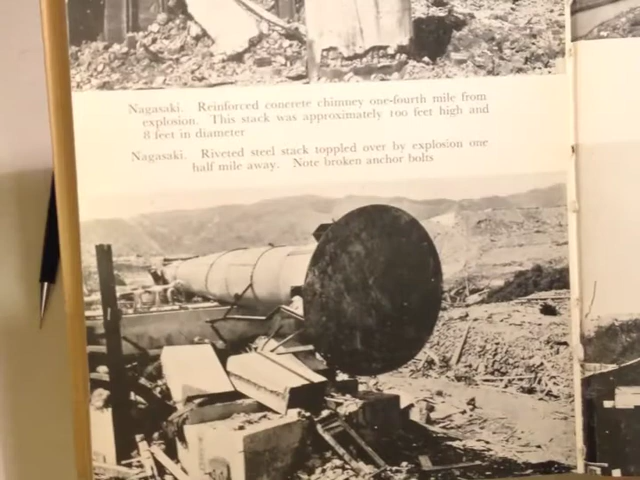 Nagasaki. Reinforced concrete chimney one-fourth mile from
explosion. This stack was approximately 100 feet high and
8 feet in diameter
Nagasaki. Riveted steel stack toppled over by explosion one
half mile away. Note broken anchor bolts